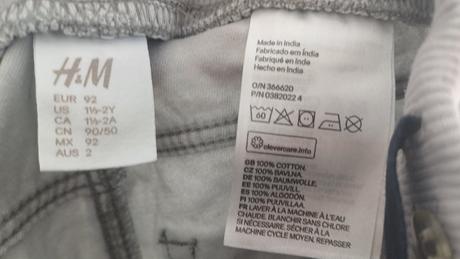 H&M
EUR 92
US 1½-2Y
CA 1½-2A
CN 90/50
MX 92
AUS 2
Made in India
Fabricado em Índia
Fabriqué en Inde
Hecho en India
O/N 366620
P/N 0382022 4
60
clevercare.info
GB 100% COTTON.
CZ 100% BAVLNA.
DE 100% BAUMWOLLE.
EE 100% PUUVILL.
ES 100% ALGODÓN.
FI 100% PUUVILLAA.
FR LAVER À LA MACHINE À L'EAU
CHAUDE. BLANCHIR SANS CHLORE
SI NÉCESSAIRE. SÉCHER À LA
MACHINE CYCLE MOYEN. REPASSER